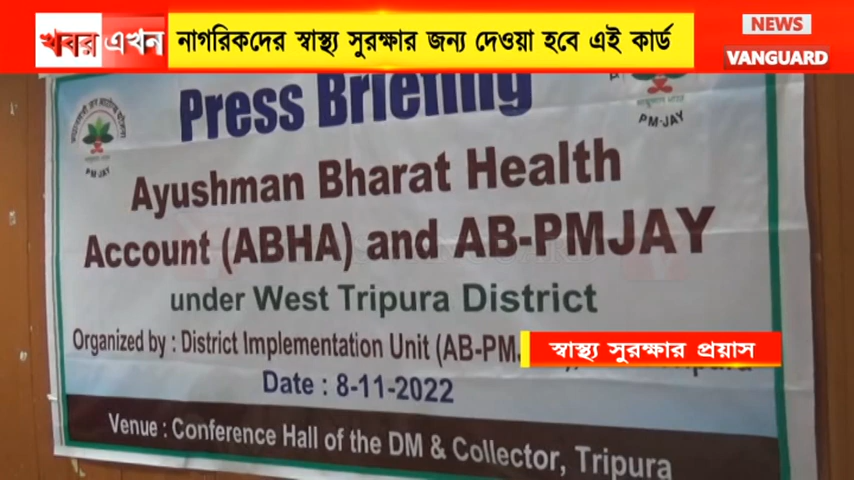 খবর এখন
নাগরিকদের স্বাস্থ্য সুরক্ষার জন্য দেওয়া হবে এই কার্ড
NEWS
VANGUARD
Press Briefing
PM-JAY
PM-JAY
Ayushman Bharat Health
Account (ABHA) and AB-PMJAY
under West Tripura District
Organized by : District Implementation Unit (AB-PM
স্বাস্থ্য সুরক্ষার প্রয়াস
Date : 8-11-2022
Venue : Conference Hall of the DM & Collector, Tripura